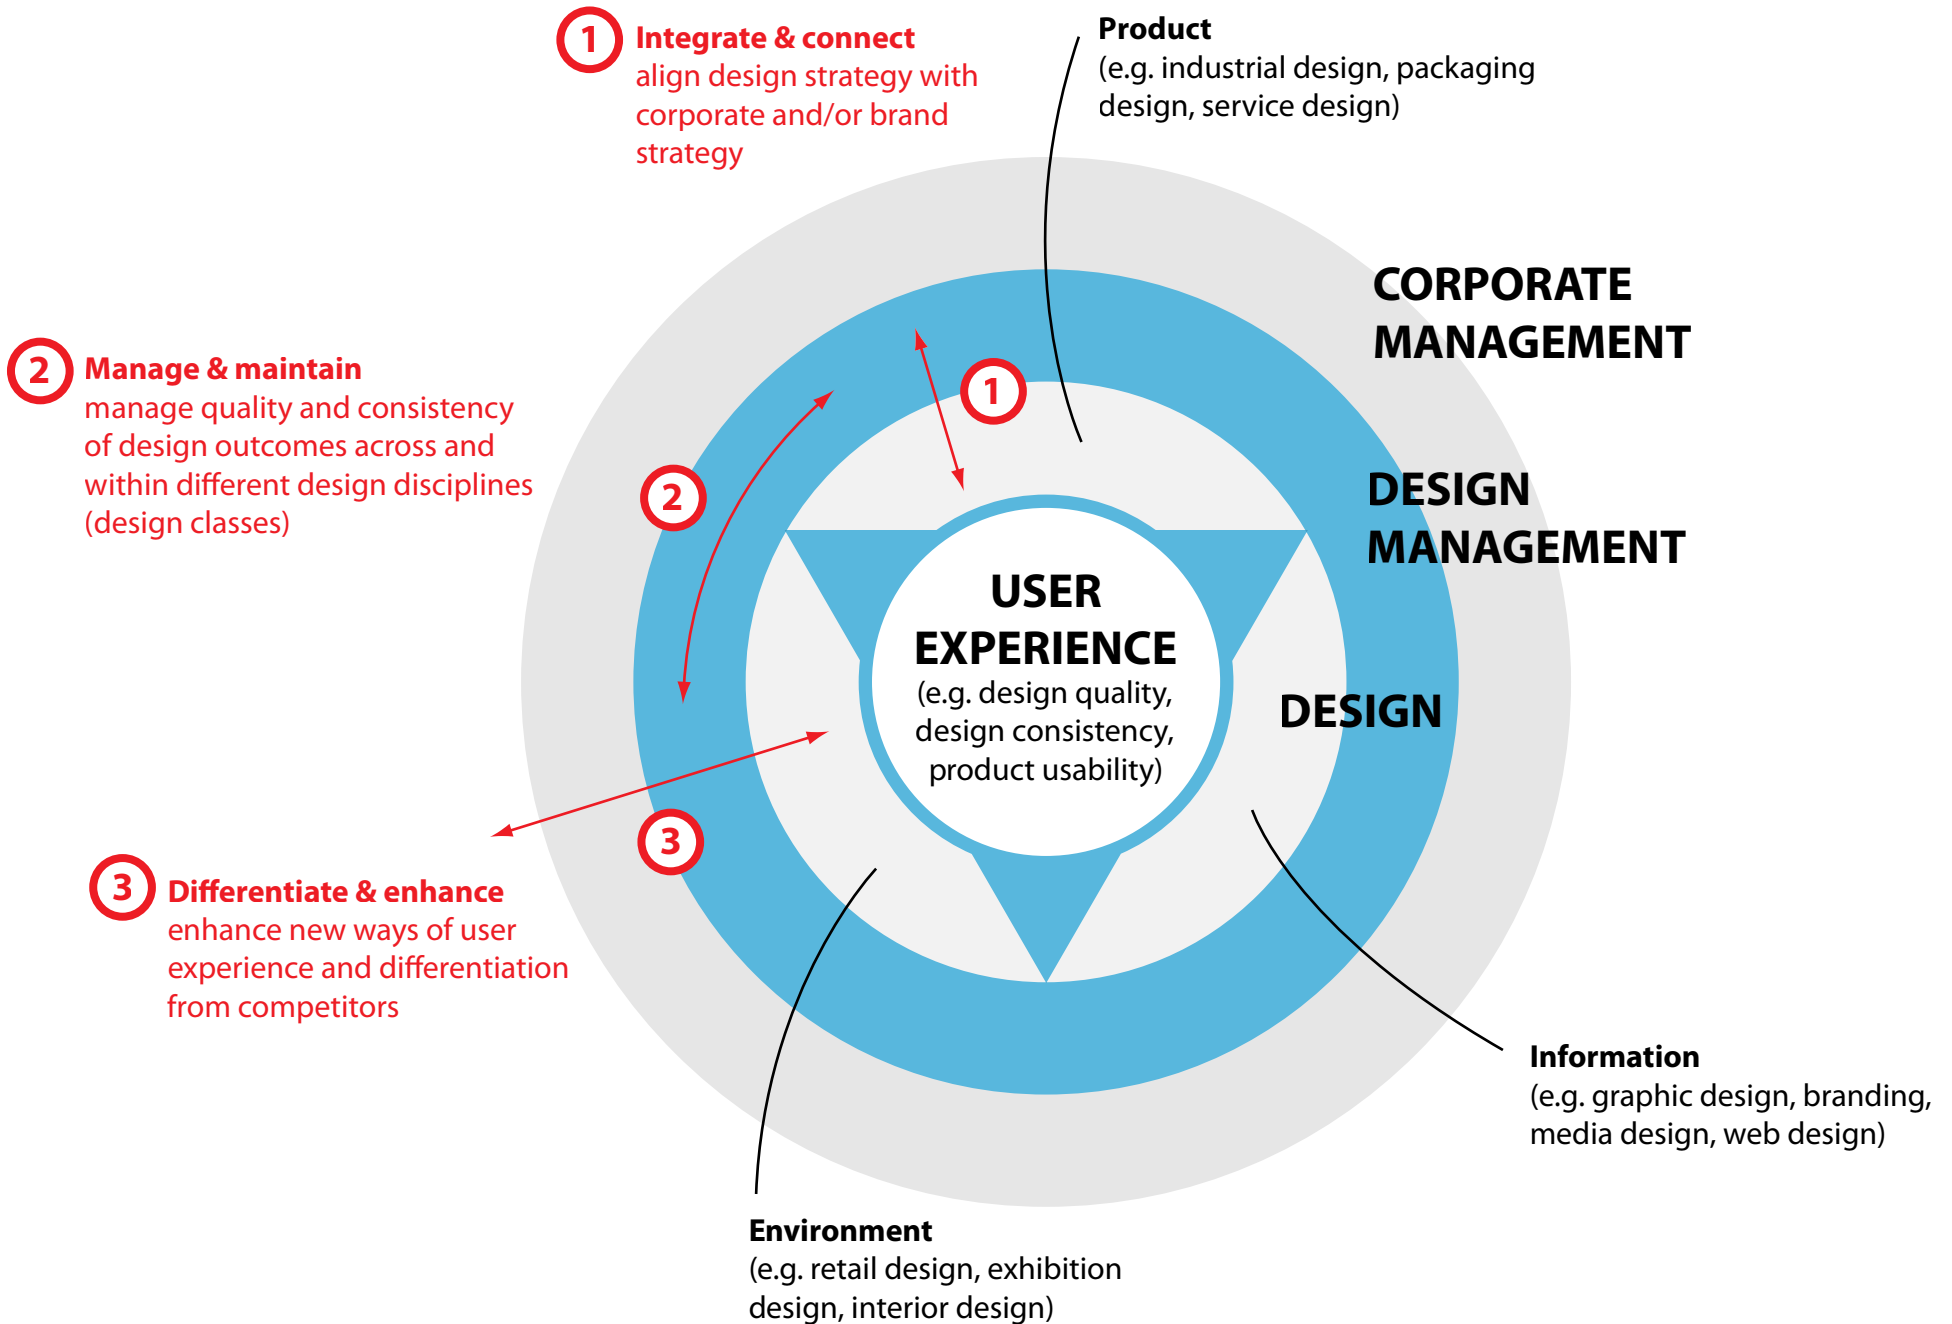 1
Integrate & connect
align design strategy with
corporate and/or brand
strategy
Product
(e.g. industrial design, packaging
design, service design)
CORPORATE
MANAGEMENT
2
Manage & maintain
manage quality and consistency
of design outcomes across and
within different design disciplines
(design classes)
1
2
DESIGN
MANAGEMENT
USER
EXPERIENCE
(e.g. design quality,
design consistency,
product usability)
DESIGN
3
3
Differentiate & enhance
enhance new ways of user
experience and differentiation
from competitors
Information
(e.g. graphic design, branding,
media design, web design)
Environment
(e.g. retail design, exhibition
design, interior design)